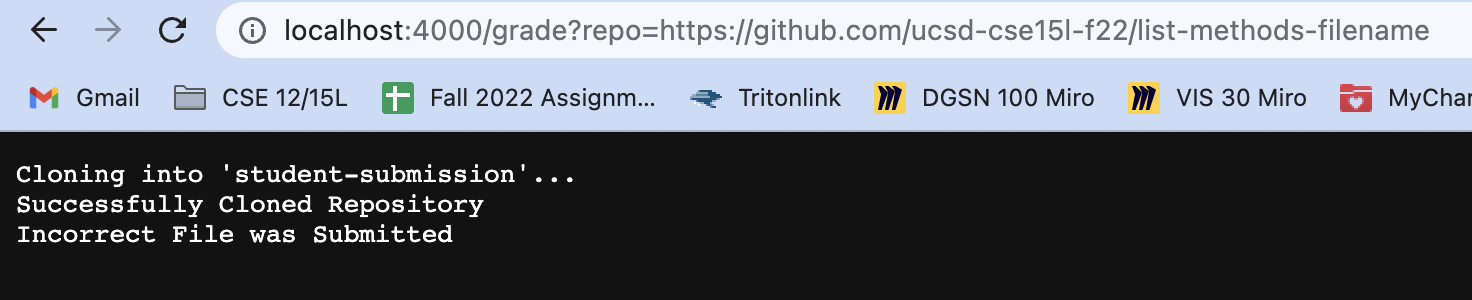 localhost:4000/grade?repo=https://github.com/ucsd-cse15l-f22/list-methods-filename
Gmail CSE 12/15L Fall 2022 Assignm... Tritonlink DGSN 100 Miro VIS 30 Miro MyChar
Cloning into 'student-submission'...
Successfully Cloned Repository
Incorrect File was Submitted